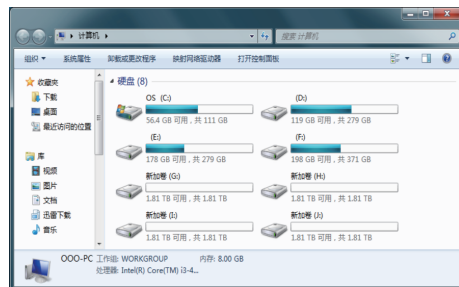 计算机
搜索 计算机
组织 系统属性 卸载或更改程序 映射网络驱动器 打开控制面板
收藏夹
下载
桌面
最近访问的位置
库
视频
图片
文档
迅雷下载
音乐
硬盘 (8)
OS (C:)
56.4 GB 可用，共 111 GB
(D:)
119 GB 可用，共 279 GB
(E:)
178 GB 可用，共 279 GB
(F:)
198 GB 可用，共 371 GB
新加卷 (G:)
1.81 TB 可用，共 1.81 TB
新加卷 (H:)
1.81 TB 可用，共 1.81 TB
新加卷 (I:)
1.81 TB 可用，共 1.81 TB
新加卷 (J:)
1.81 TB 可用，共 1.81 TB
OOO-PC 工作组: WORKGROUP 内存: 8.00 GB
处理器: Intel(R) Core(TM) i3-4...